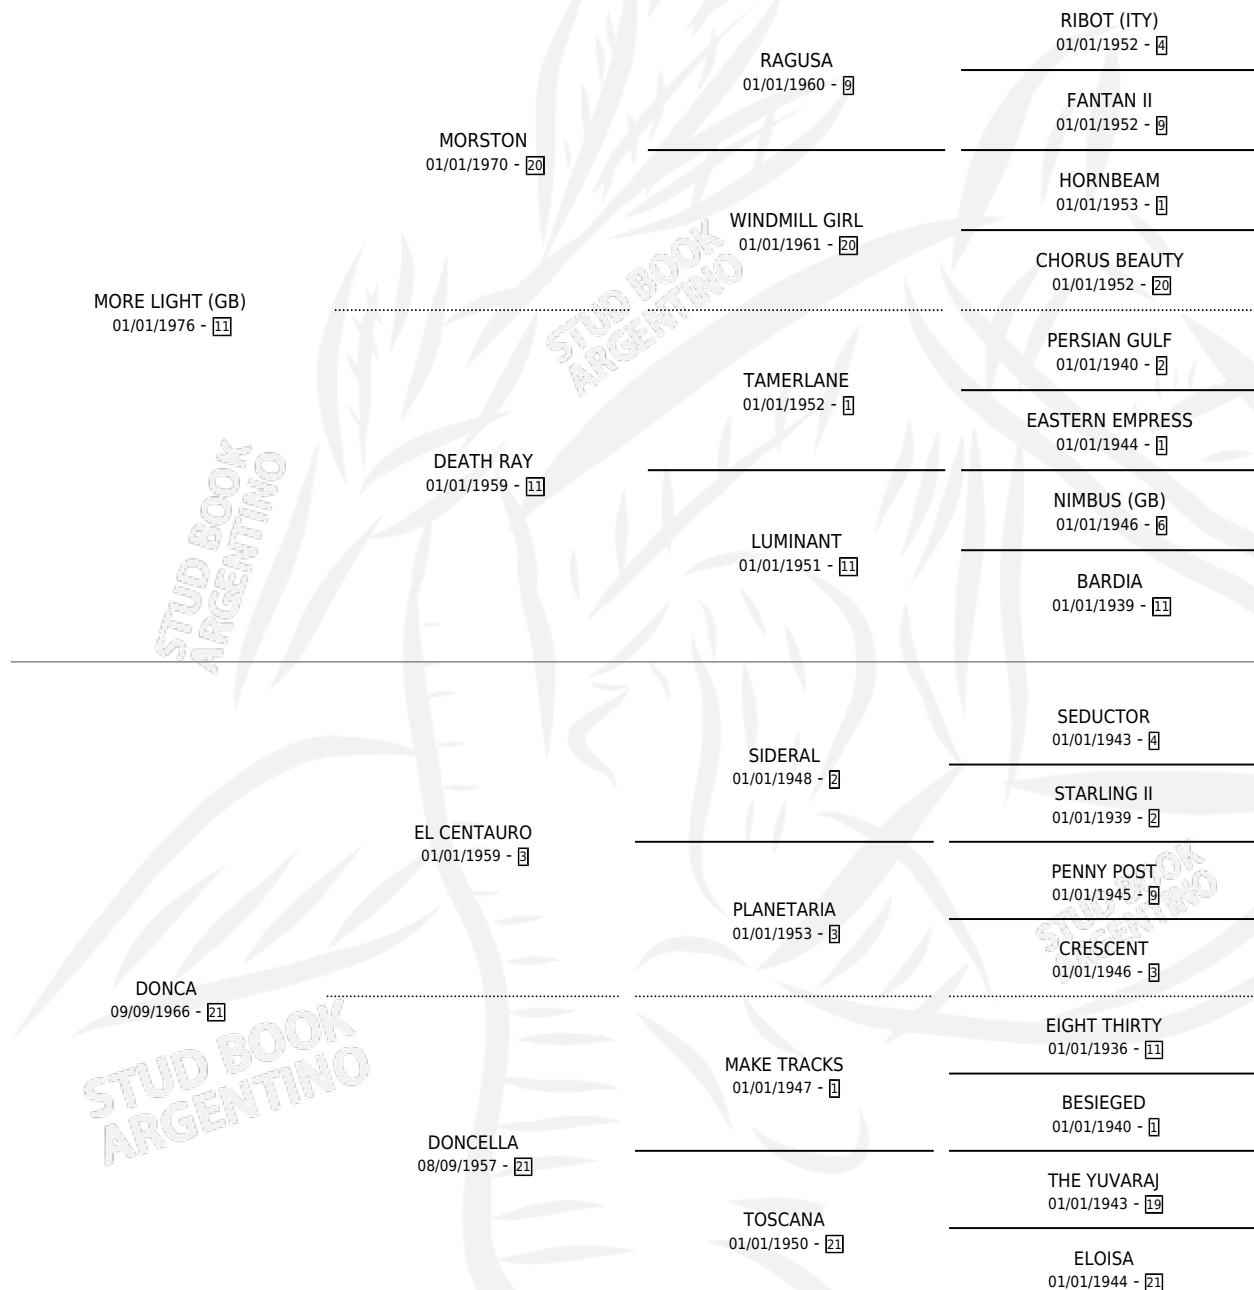 RIBOT (ITY)
01/01/1952 - 4
RAGUSA
01/01/1960 - 9
FANTAN II
01/01/1952 - 9
MORSTON
01/01/1970 - 20
HORNBEAM
01/01/1953 - 1
WINDMILL GIRL
01/01/1961 - 20
CHORUS BEAUTY
01/01/1952 - 20
MORE LIGHT (GB)
01/01/1976 - 11
PERSIAN GULF
01/01/1940 - 2
TAMERLANE
01/01/1952 - 1
EASTERN EMPRESS
01/01/1944 - 1
DEATH RAY
01/01/1959 - 11
NIMBUS (GB)
01/01/1946 - 6
LUMINANT
01/01/1951 - 11
BARDIA
01/01/1939 - 11
SEDUCTOR
01/01/1943 - 4
SIDERAL
01/01/1948 - 2
STARLING II
01/01/1939 - 2
EL CENTAURO
01/01/1959 - 3
PENNY POST
01/01/1945 - 9
PLANETARIA
01/01/1953 - 3
CRESCENT
01/01/1946 - 3
DONCA
09/09/1966 - 21
EIGHT THIRTY
01/01/1936 - 11
MAKE TRACKS
01/01/1947 - 1
BESIEGED
01/01/1940 - 1
DONCELLA
08/09/1957 - 21
THE YUVARAJ
01/01/1943 - 19
TOSCANA
01/01/1950 - 21
ELOISA
01/01/1944 - 21
STUD BOOK
ARGENTINO
STUD BOOK
ARGENTINO
STUD BOOK
ARGENTINO
STUD BOOK
ARGENTINO